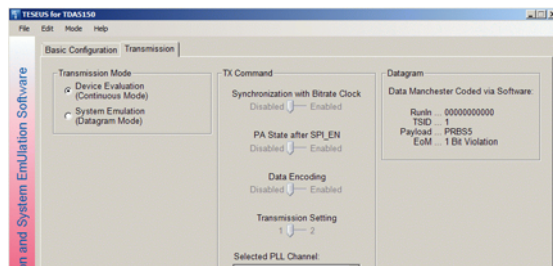 TESEUS for TDA5150
File Edit Mode Help
Basic Configuration Transmission
Transmission Mode
Device Evaluation
(Continuous Mode)
System Emulation
(Datagram Mode)
TX Command
Synchronization with Bitrate Clock
Disabled Enabled
PA State after SPI_EN
Disabled Enabled
Data Encoding
Disabled Enabled
Transmission Setting
1 2
Selected PLL Channel:
Datagram
Data Manchester Coded via Software:
RunIn ... 00000000000
TSID ... 1
Payload ... PRBS5
EoM ... 1 Bit Violation
on and System EmUlation Software